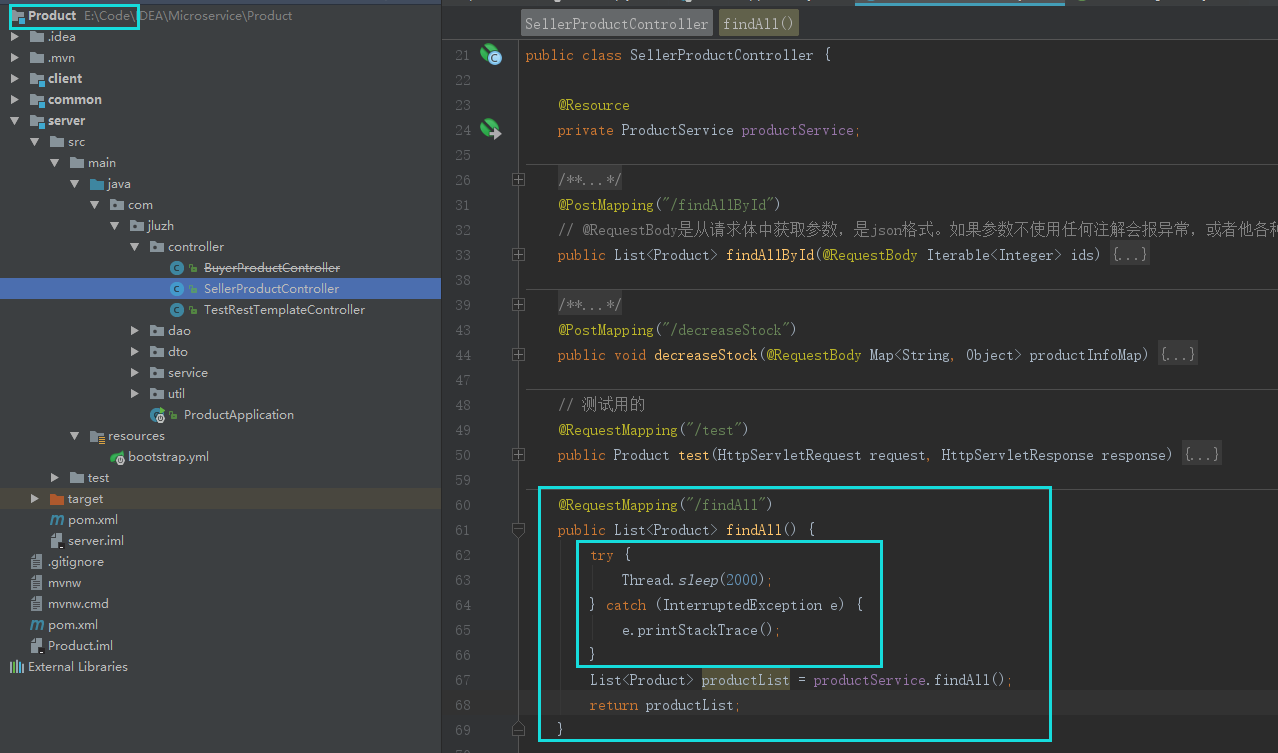 Product E:\Code\IDEA\Microservice\Product
.idea
.mvn
client
common
server
src
main
java
com
jluzh
controller
BuyerProductController
SellerProductController
TestRestTemplateController
dao
dto
service
util
ProductApplication
resources
bootstrap.yml
test
target
pom.xml
server.iml
.gitignore
mvnw
mvnw.cmd
pom.xml
Product.iml
External Libraries
SellerProductController findAll()
21 public class SellerProductController {
22
23 @Resource
24 private ProductService productService;
25
26 /**...*/
31 @PostMapping("/findAllById")
32 // @RequestBody是从请求体中获取参数，是json格式。如果参数不使用任何注解会报异常，或者他各种
33 public List<Product> findAllById(@RequestBody Iterable<Integer> ids) {...}
38
39 /**...*/
43 @PostMapping("/decreaseStock")
44 public void decreaseStock(@RequestBody Map<String, Object> productInfoMap) {...}
47
48 // 测试用的
49 @RequestMapping("/test")
50 public Product test(HttpServletRequest request, HttpServletResponse response) {...}
59
60 @RequestMapping("/findAll")
61 public List<Product> findAll() {
62 try {
63 Thread.sleep(2000);
64 } catch (InterruptedException e) {
65 e.printStackTrace();
66 }
67 List<Product> productList = productService.findAll();
68 return productList;
69 }